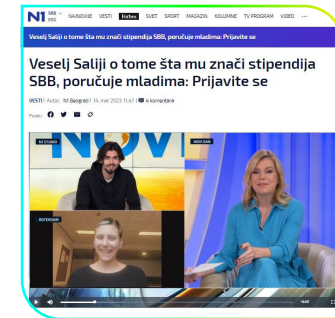 N1 SRB
ENG
NAJNOVIJE VESTI Forbes SVET SPORT MAGAZIN KOLUMNE TV PROGRAM VIDEO ...
Veselj Saliji o tome šta mu znači stipendija SBB, poručuje mladima: Prijavite se
Veselj Saliji o tome šta mu znači stipendija
SBB, poručuje mladima: Prijavite se
VESTI | Autor: N1 Beograd | 14. mar 2023 11:47 | 4 komentara
Podeli:
N1 STUDIO
NOVI DAN
NOVI
ROTERDAM